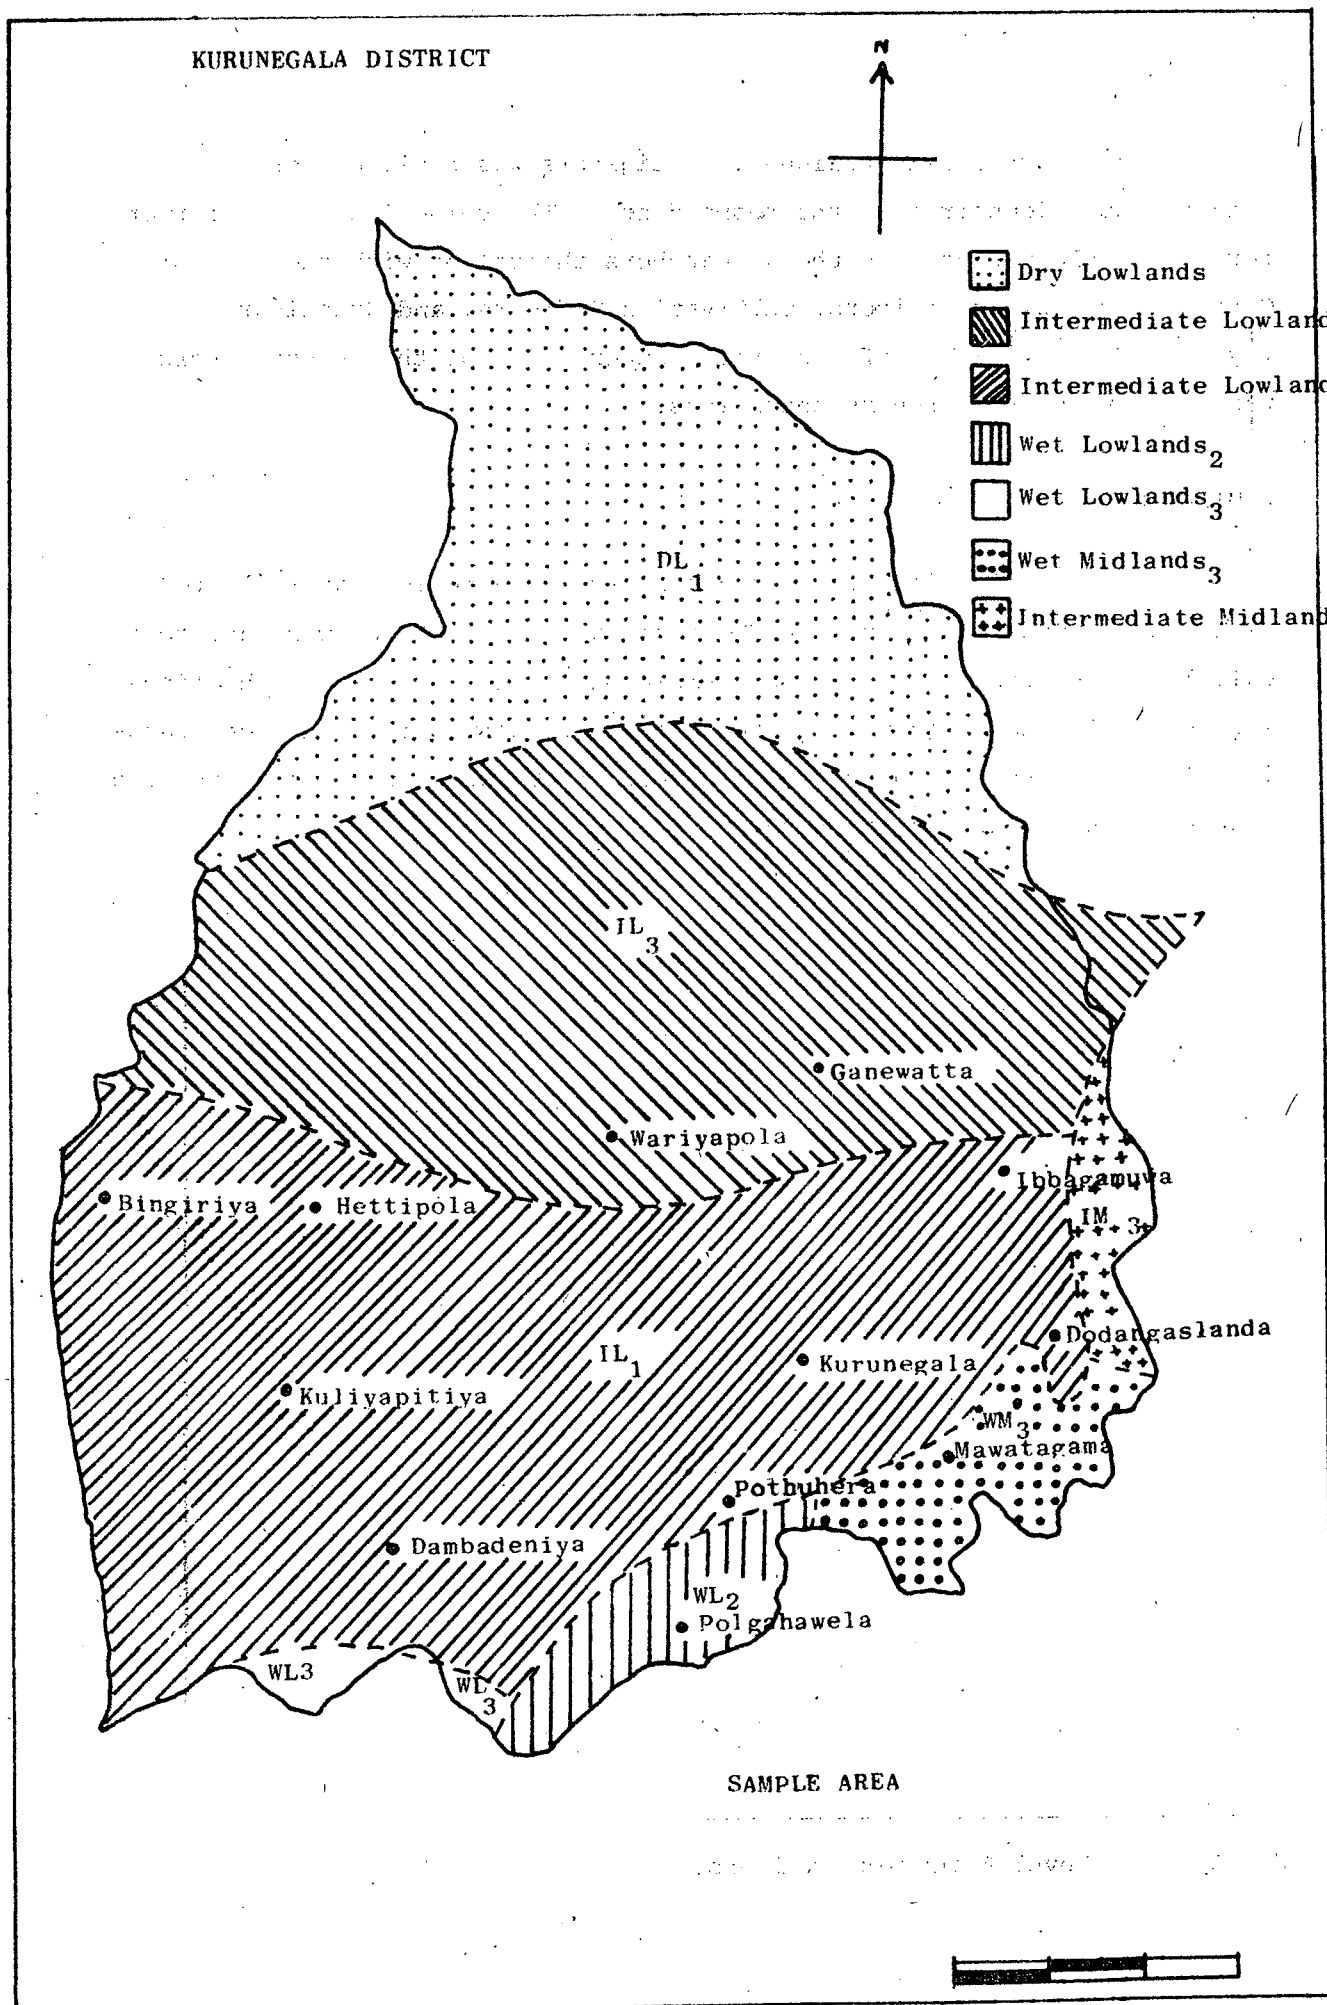 KURUNEGALA DISTRICT
N
Dry Lowlands
Intermediate Lowland
Intermediate Lowland
Wet Lowlands2
Wet Lowlands3
Wet Midlands3
Intermediate Midland
DL1
IL3
Ganewatta
Wariyapola
Ibbagamuwa
Bingiriya
Hettipola
IM3
Dodangaslanda
IL1
Kurunegala
Kuliyapitiya
WM3
Mawatagama
Pothuhera
Dambadeniya
WL2
Polgahawela
WL3
WL3
SAMPLE AREA